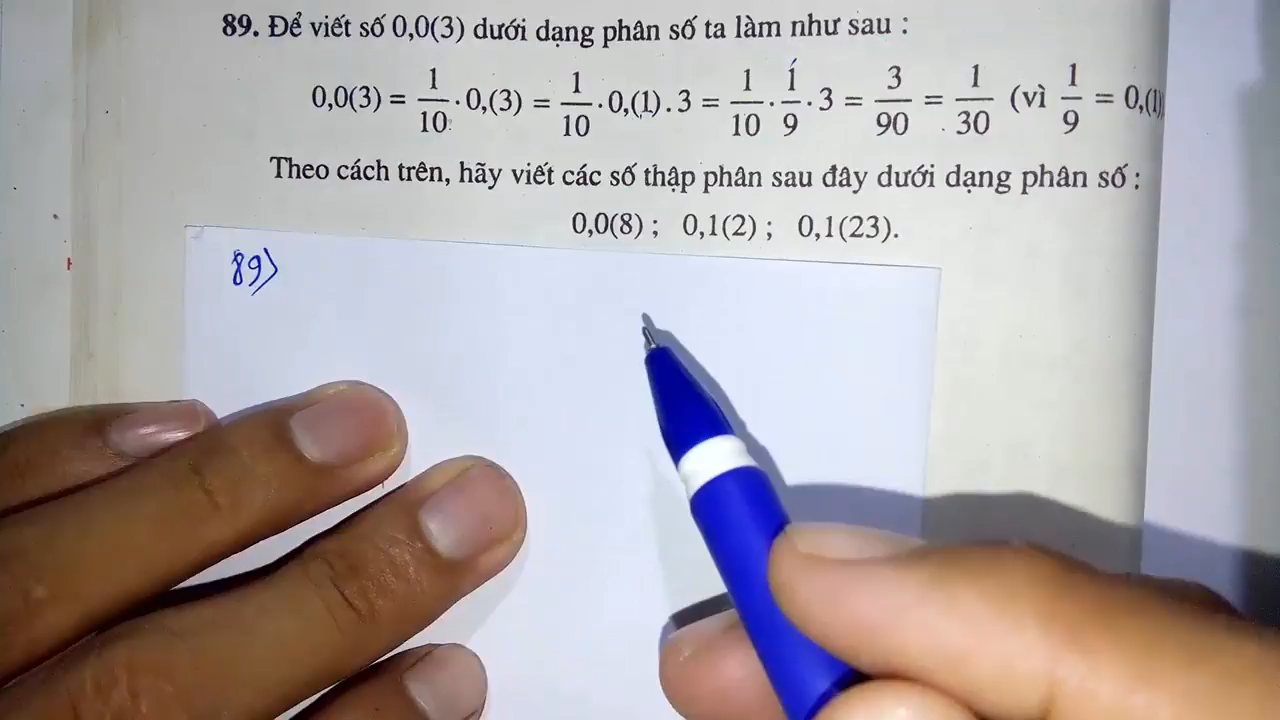 89. Để viết số 0,0(3) dưới dạng phân số ta làm như sau :
0,0(3) = 1/10 . 0,(3) = 1/10 . 0,(1) . 3 = 1/10 . 1/9 . 3 = 3/90 = 1/30 (vì 1/9 = 0,(1)
Theo cách trên, hãy viết các số thập phân sau đây dưới dạng phân số :
0,0(8) ; 0,1(2) ; 0,1(23).
89)